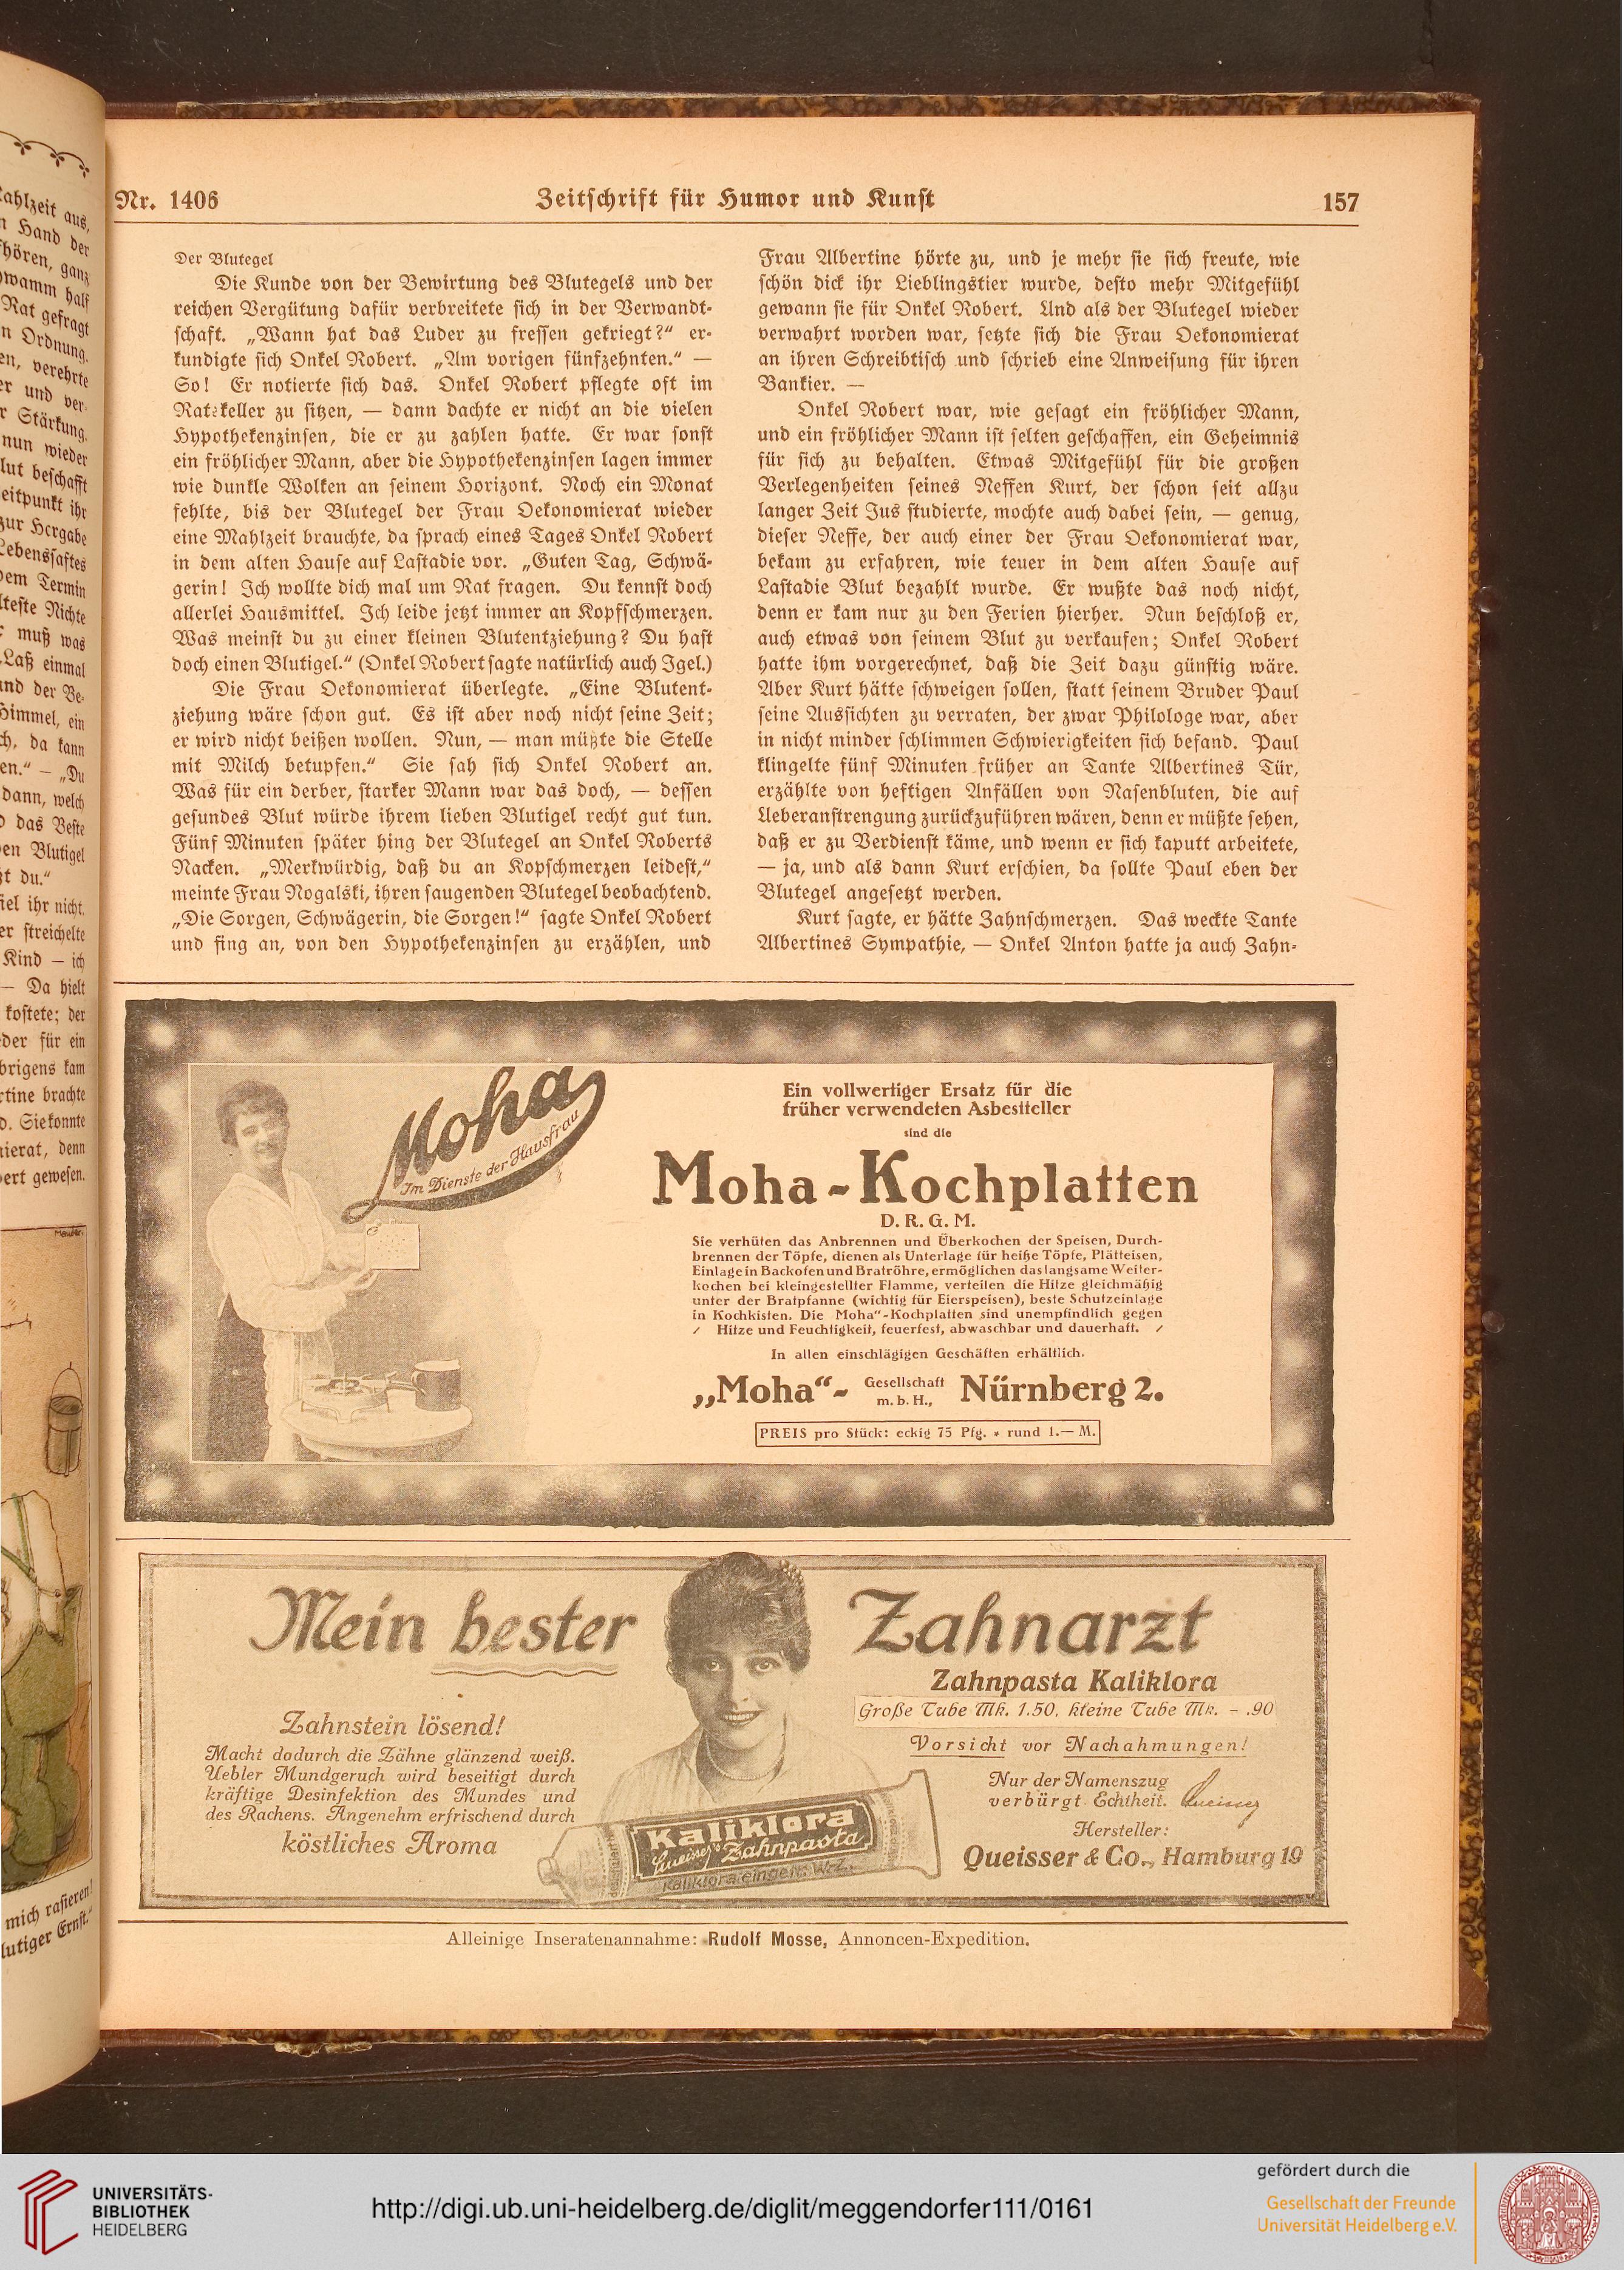 Nr. 1406
Zeitschrift für Humor und Kunst
157
Der Blutegel
Die Kunde von der Bewirtung des Blutegels und der
reichen Vergütung dafür verbreitete sich in der Verwandt-
schaft. „Wann hat das Luder zu fressen gekriegt?“ er-
kundigte sich Onkel Robert. „Am vorigen fünfzehnten.“ —
So! Er notierte sich das. Onkel Robert pflegte oft im
Ratskeller zu sitzen, — dann dachte er nicht an die vielen
Hypothekenzinsen, die er zu zahlen hatte. Er war sonst
ein fröhlicher Mann, aber die Hypothekenzinsen lagen immer
wie dunkle Wolken an seinem Horizont. Noch ein Monat
fehlte, bis der Blutegel der Frau Oekonomierat wieder
eine Mahlzeit brauchte, da sprach eines Tages Onkel Robert
in dem alten Hause auf Lastadie vor. „Guten Tag, Schwä-
gerin! Ich wollte dich mal um Rat fragen. Du kennst doch
allerlei Hausmittel. Ich leide jetzt immer an Kopfschmerzen.
Was meinst du zu einer kleinen Blutentziehung? Du hast
doch einen Blutigel.“ (Onkel Robert sagte natürlich auch Igel.)
Die Frau Oekonomierat überlegte. „Eine Blutent-
ziehung wäre schon gut. Es ist aber noch nicht seine Zeit;
er wird nicht beißen wollen. Nun, — man müßte die Stelle
mit Milch betupfen.“ Sie sah sich Onkel Robert an.
Was für ein derber, starker Mann war das doch, — dessen
gesundes Blut würde ihrem lieben Blutigel recht gut tun.
Fünf Minuten später hing der Blutegel an Onkel Roberts
Nacken. „Merkwürdig, daß du an Kopschmerzen leidest,“
meinte Frau Nogalski, ihren saugenden Blutegel beobachtend.
„Die Sorgen, Schwägerin, die Sorgen!“ sagte Onkel Robert
und fing an, von den Hypothekenzinsen zu erzählen, und
Frau Albertine hörte zu, und je mehr sie sich freute, wie
schön dick ihr Lieblingstier wurde, desto mehr Mitgefühl
gewann sie für Onkel Robert. Und als der Blutegel wieder
verwahrt worden war, setzte sich die Frau Oekonomierat
an ihren Schreibtisch und schrieb eine Anweisung für ihren
Bankier. —
Onkel Robert war, wie gesagt ein fröhlicher Mann,
und ein fröhlicher Mann ist selten geschaffen, ein Geheimnis
für sich zu behalten. Etwas Mitgefühl für die großen
Verlegenheiten seines Neffen Kurt, der schon seit allzu
langer Zeit Jus studierte, mochte auch dabei sein, — genug,
dieser Neffe, der auch einer der Frau Oekonomierat war,
bekam zu erfahren, wie teuer in dem alten Hause auf
Lastadie Blut bezahlt wurde. Er wußte das noch nicht,
denn er kam nur zu den Ferien hierher. Nun beschloß er,
auch etwas von seinem Blut zu verkaufen; Onkel Robert
hatte ihm vorgerechnet, daß die Zeit dazu günstig wäre.
Aber Kurt hätte schweigen sollen, statt seinem Bruder Paul
seine Aussichten zu verraten, der zwar Philologe war, aber
in nicht minder schlimmen Schwierigkeiten sich befand. Paul
klingelte fünf Minuten früher an Tante Albertines Tür,
erzählte von heftigen Anfällen von Nasenbluten, die auf
Ueberanstrengung zurückzuführen wären, denn er müßte sehen,
daß er zu Verdienst käme, und wenn er sich kaputt arbeitete,
— ja, und als dann Kurt erschien, da sollte Paul eben der
Blutegel angesetzt werden.
Kurt sagte, er hätte Zahnschmerzen. Das weckte Tante
Albertines Sympathie, — Onkel Anton hatte ja auch Zahn-
Moha
Im Dienste der Hausfrau
Ein vollwertiger Ersatz für die
früher verwendeten Asbestteller
sind die
Moha-Kochplatten
D. R. G. M.
Sie verhüten das Anbrennen und Überkochen der Speisen, Durch-
brennen der Töpfe, dienen als Unterlage für heiße Töpfe, Plätteisen,
Einlage in Backofen und Bratröhre, ermöglichen das langsame Weiter-
kochen bei kleingestellter Flamme, verteilen die Hitze gleichmäßig
unter der Bratpfanne (wichtig für Eierspeisen), beste Schutzeinlage
in Kochkisten. Die Moha“-Kochplatten sind unempfindlich gegen
/ Hitze und Feuchtigkeit, feuerfest, abwaschbar und dauerhaft. /
In allen einschlägigen Geschäften erhältlich.
„Moha“- Gesellschaft m. b. H., Nürnberg 2.
PREIS pro Stück: eckig 75 Pfg. * rund 1.— M.
Mein bester Zahnarzt
Zahnpasta Kaliklora
Große Tube Mk. 1.50, kleine Tube Mk. - .90
Zahnstein lösend!
Macht dadurch die Zähne glänzend weiß.
Uebler Mundgeruch wird beseitigt durch
kräftige Desinfektion des Mundes und
des Rachens. Angenehm erfrischend durch
köstliches Aroma
Vorsicht vor Nachahmungen!
Nur der Namenszug
verbürgt Echtheit. Queisser
Hersteller:
Queisser & Co., Hamburg 19
Kaliklora
Queisser's Zahnpasta
Kaliklora eingetr. W.-Z.
Alleinige Inseratenannahme: Rudolf Mosse, Annoncen-Expedition.
UNIVERSITÄTS-
BIBLIOTHEK
HEIDELBERG
http://digi.ub.uni-heidelberg.de/diglit/meggendorfer111/0161
gefördert durch die
Gesellschaft der Freunde
Universität Heidelberg e.V.